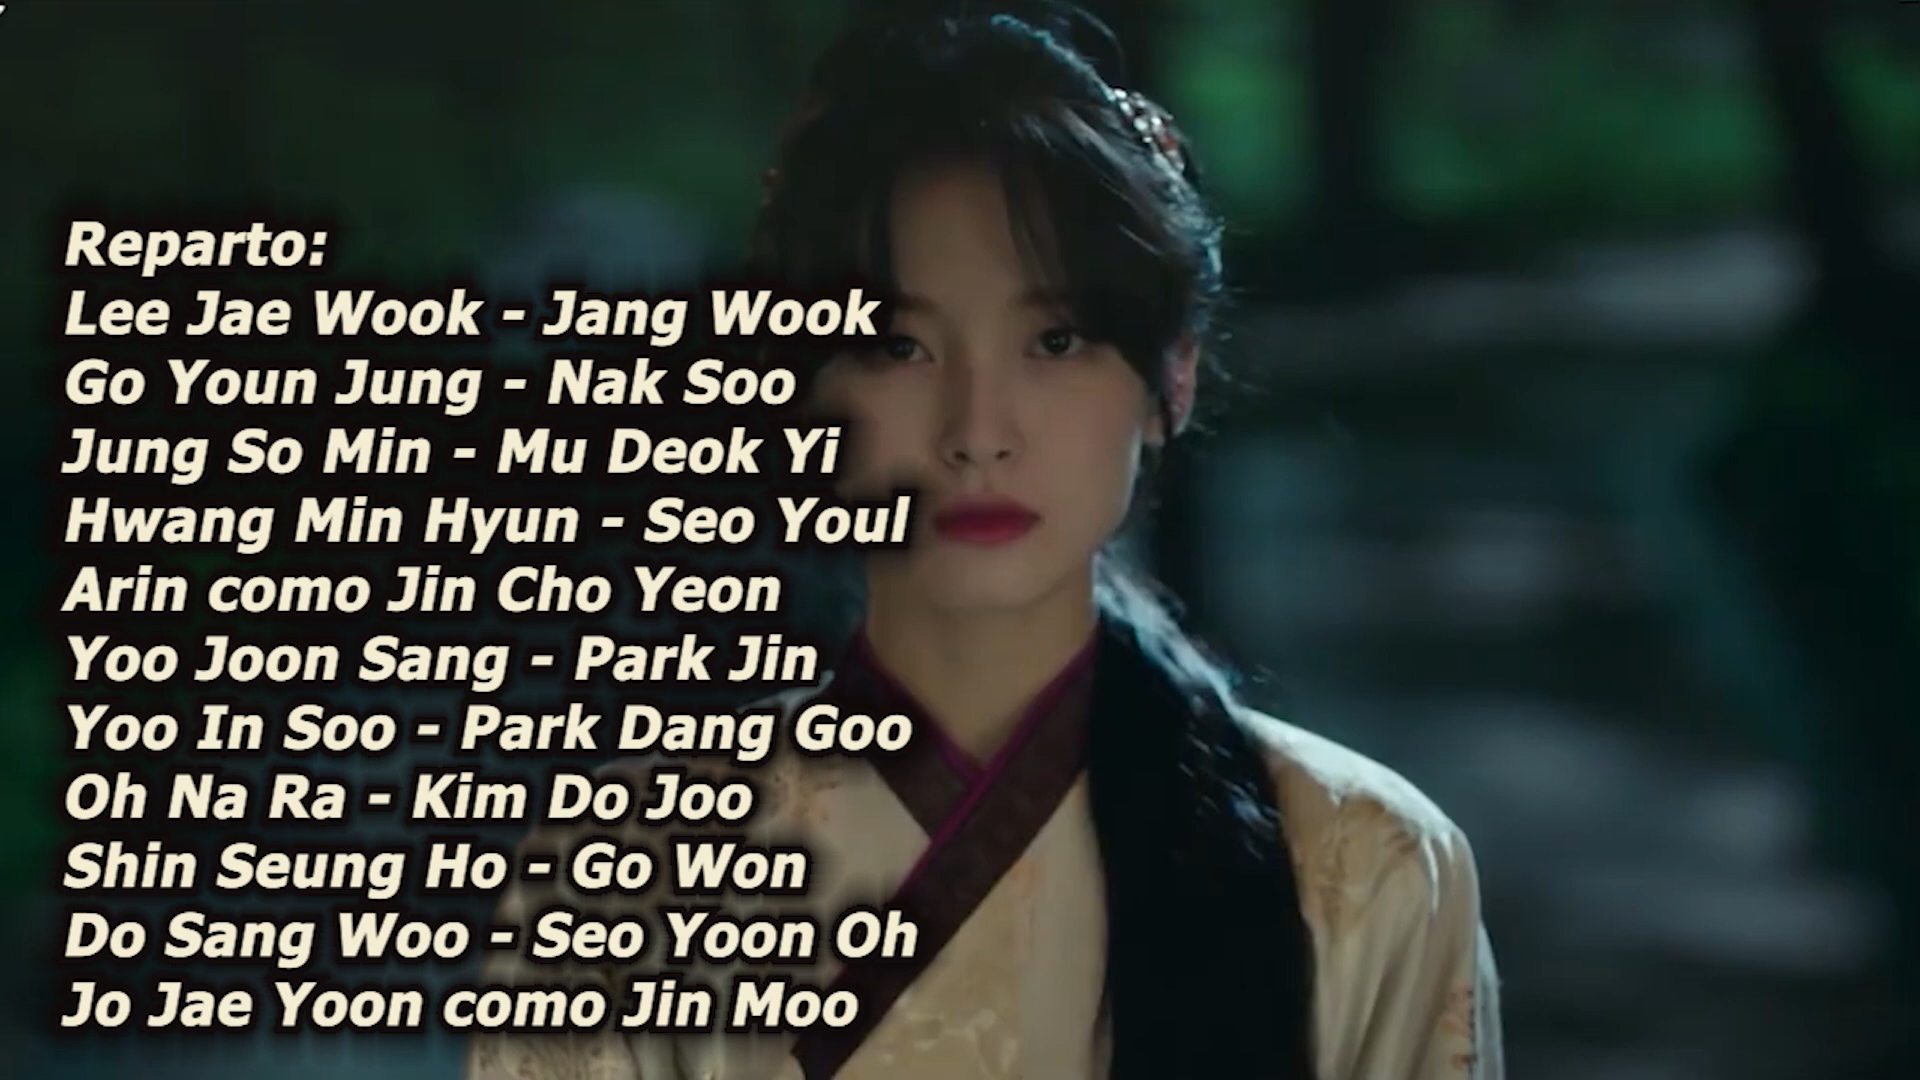 Reparto:
Lee Jae Wook - Jang Wook
Go Youn Jung - Nak Soo
Jung So Min - Mu Deok Yi
Hwang Min Hyun - Seo Youl
Arin como Jin Cho Yeon
Yoo Joon Sang - Park Jin
Yoo In Soo - Park Dang Goo
Oh Na Ra - Kim Do Joo
Shin Seung Ho - Go Won
Do Sang Woo - Seo Yoon Oh
Jo Jae Yoon como Jin Moo